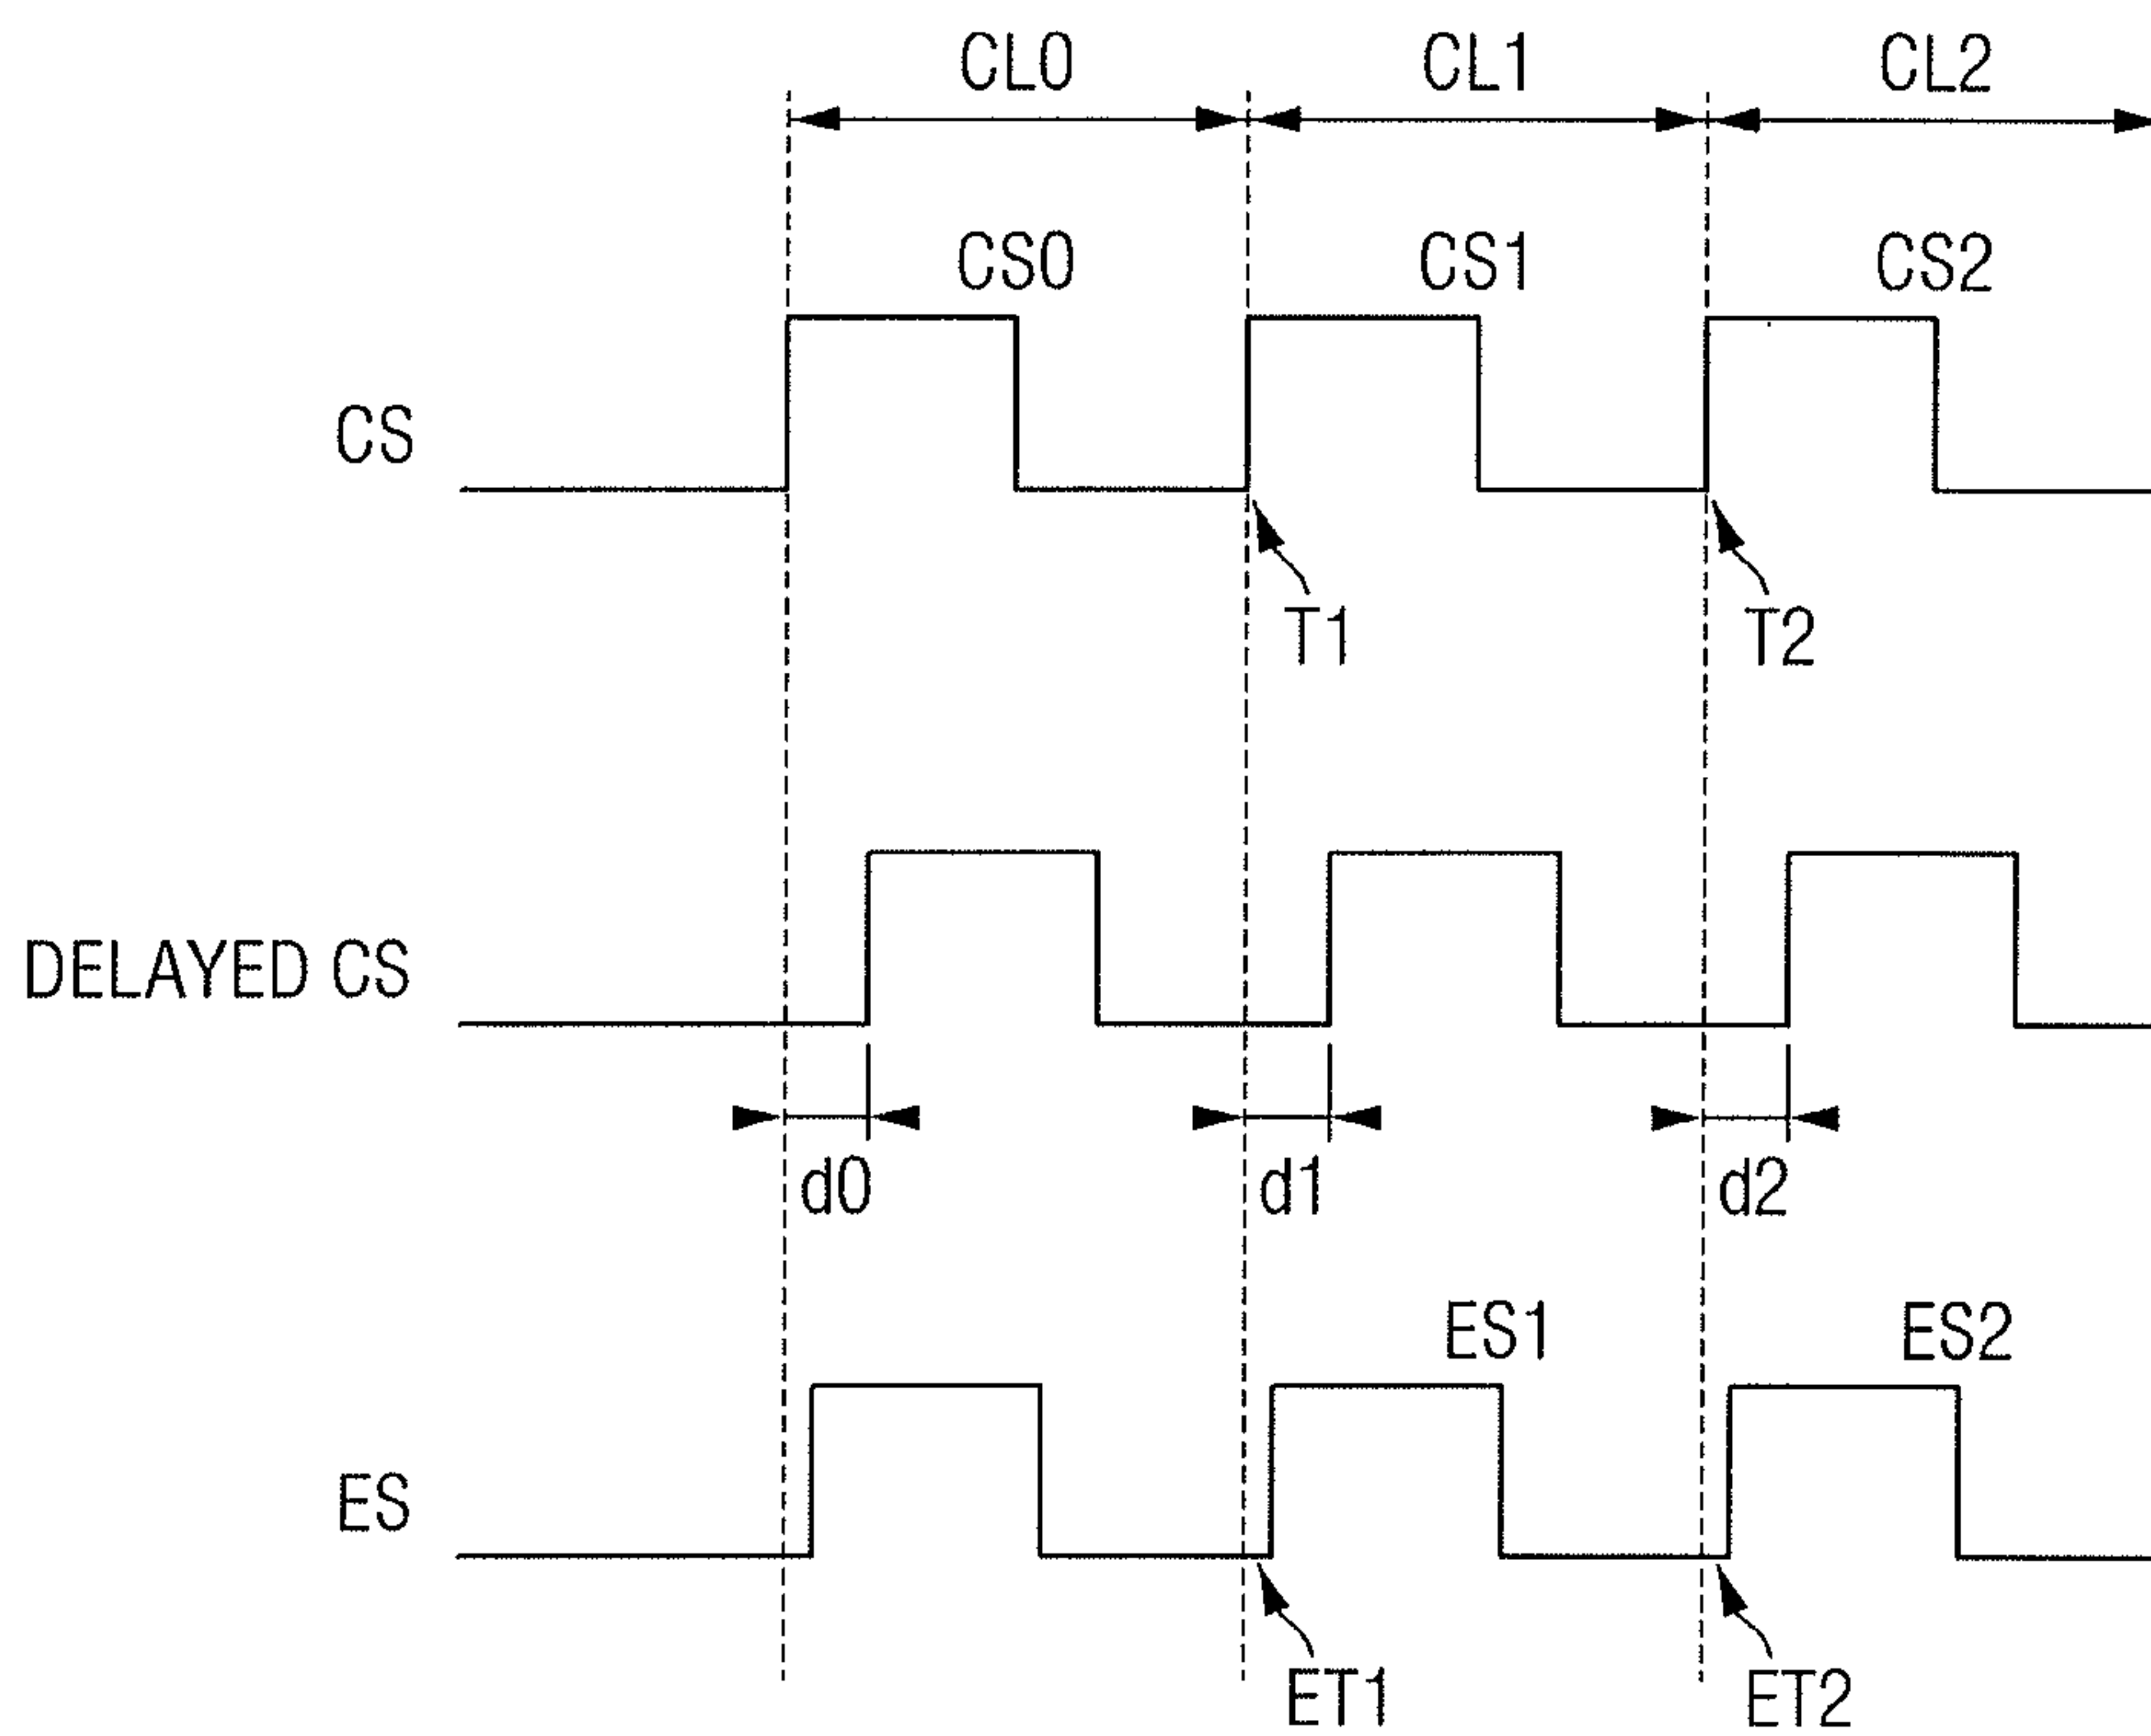 CL0 CL1 CL2
CS0 CS1 CS2
CS
T1 T2
DELAYED CS
d0 d1 d2
ES1 ES2
ES
ET1 ET2